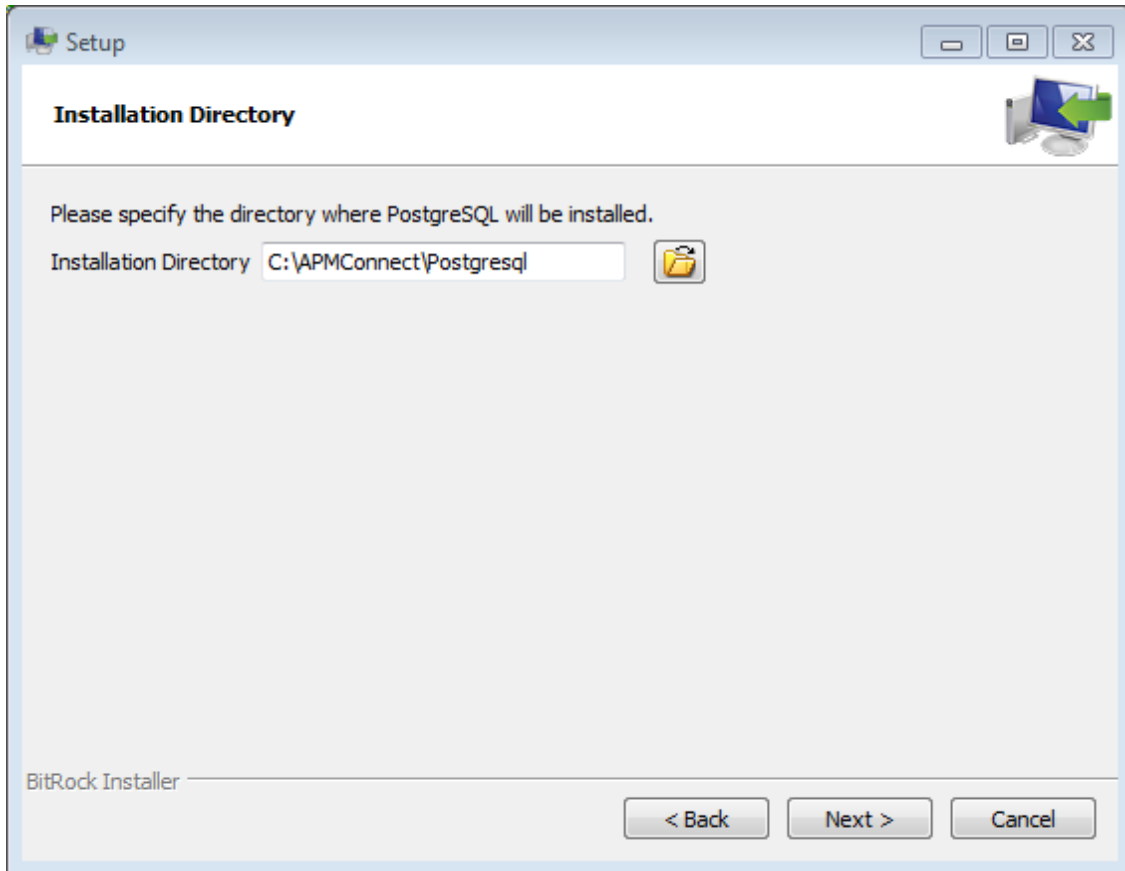 Setup
Installation Directory
Please specify the directory where PostgreSQL will be installed.
Installation Directory C:\APMConnect\Postgresql
BitRock Installer
< Back Next > Cancel